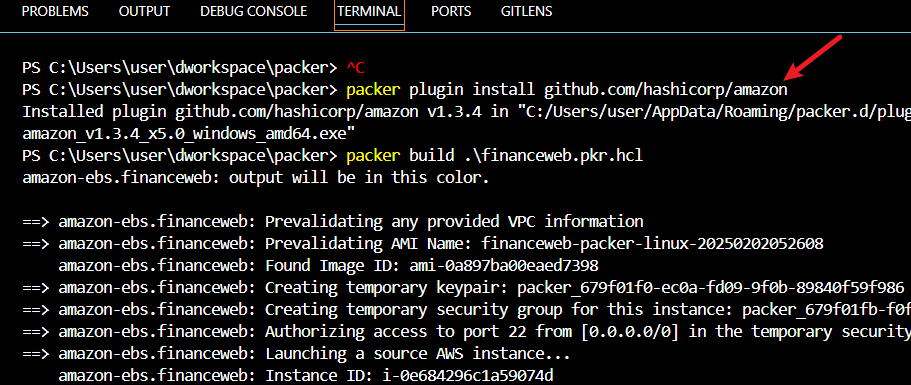 PROBLEMS OUTPUT DEBUG CONSOLE TERMINAL PORTS GITLENS
PS C:\Users\user\dworkspace\packer> ^C
PS C:\Users\user\dworkspace\packer> packer plugin install github.com/hashicorp/amazon
Installed plugin github.com/hashicorp/amazon v1.3.4 in "C:/Users/user/AppData/Roaming/packer.d/plug
amazon_v1.3.4_x5.0_windows_amd64.exe"
PS C:\Users\user\dworkspace\packer> packer build .\financeweb.pkr.hcl
amazon-ebs.financeweb: output will be in this color.
==> amazon-ebs.financeweb: Prevalidating any provided VPC information
==> amazon-ebs.financeweb: Prevalidating AMI Name: financeweb-packer-linux-20250202052608
amazon-ebs.financeweb: Found Image ID: ami-0a897ba00eaed7398
==> amazon-ebs.financeweb: Creating temporary keypair: packer_679f01f0-ec0a-fd09-9f0b-89840f59f986
==> amazon-ebs.financeweb: Creating temporary security group for this instance: packer_679f01fb-f0f
==> amazon-ebs.financeweb: Authorizing access to port 22 from [0.0.0.0/0] in the temporary security
==> amazon-ebs.financeweb: Launching a source AWS instance...
amazon-ebs.financeweb: Instance ID: i-0e684296c1a59074d